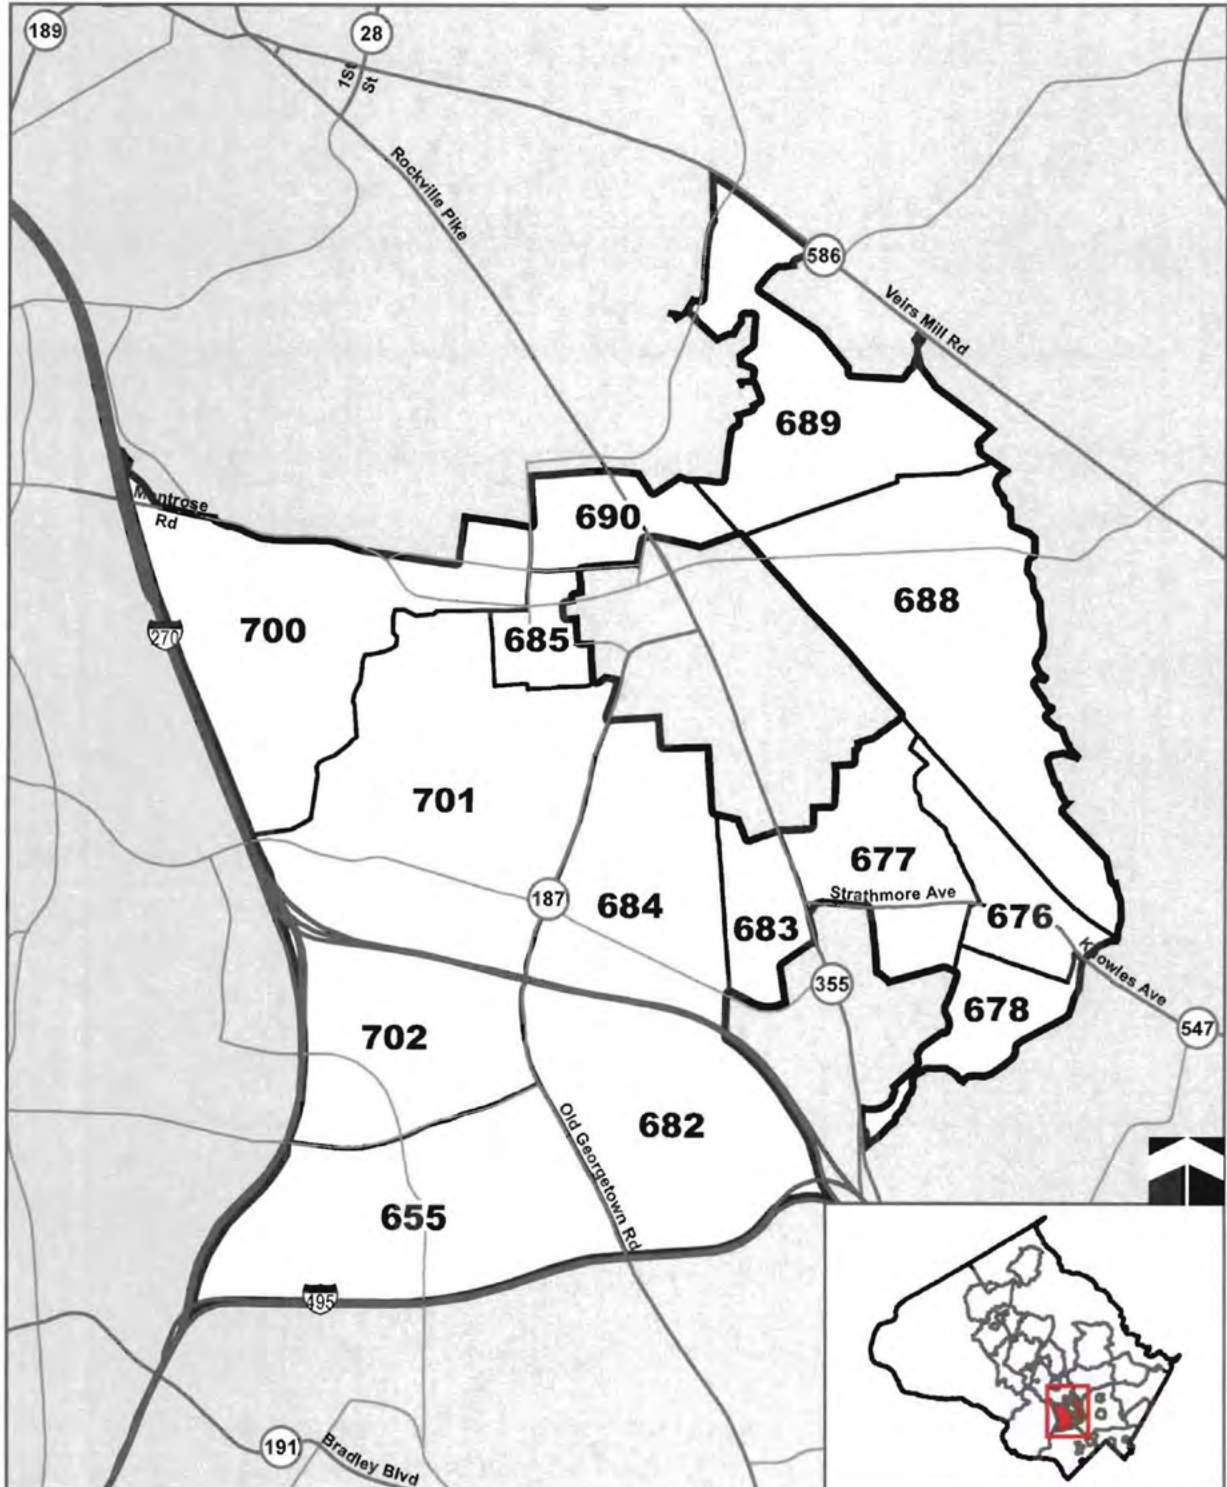 189
28
1St
St
Rockville Pike
586
Veirs Mill Rd
689
Montrose
Rd
690
688
270
700
685
701
677
187
684
Strathmore Ave
676
683
Knowles Ave
355
678
547
702
682
Old Georgetown Rd
655
495
191
Bradley Blvd